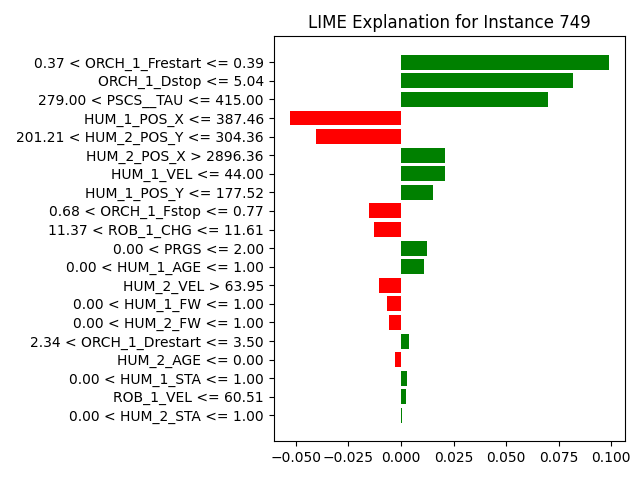 LIME Explanation for Instance 749
0.37 < ORCH_1_Frestart <= 0.39
ORCH_1_Dstop <= 5.04
279.00 < PSCS__TAU <= 415.00
HUM_1_POS_X <= 387.46
201.21 < HUM_2_POS_Y <= 304.36
HUM_2_POS_X > 2896.36
HUM_1_VEL <= 44.00
HUM_1_POS_Y <= 177.52
0.68 < ORCH_1_Fstop <= 0.77
11.37 < ROB_1_CHG <= 11.61
0.00 < PRGS <= 2.00
0.00 < HUM_1_AGE <= 1.00
HUM_2_VEL > 63.95
0.00 < HUM_1_FW <= 1.00
0.00 < HUM_2_FW <= 1.00
2.34 < ORCH_1_Drestart <= 3.50
HUM_2_AGE <= 0.00
0.00 < HUM_1_STA <= 1.00
ROB_1_VEL <= 60.51
0.00 < HUM_2_STA <= 1.00
−0.050 −0.025 0.000 0.025 0.050 0.075 0.100